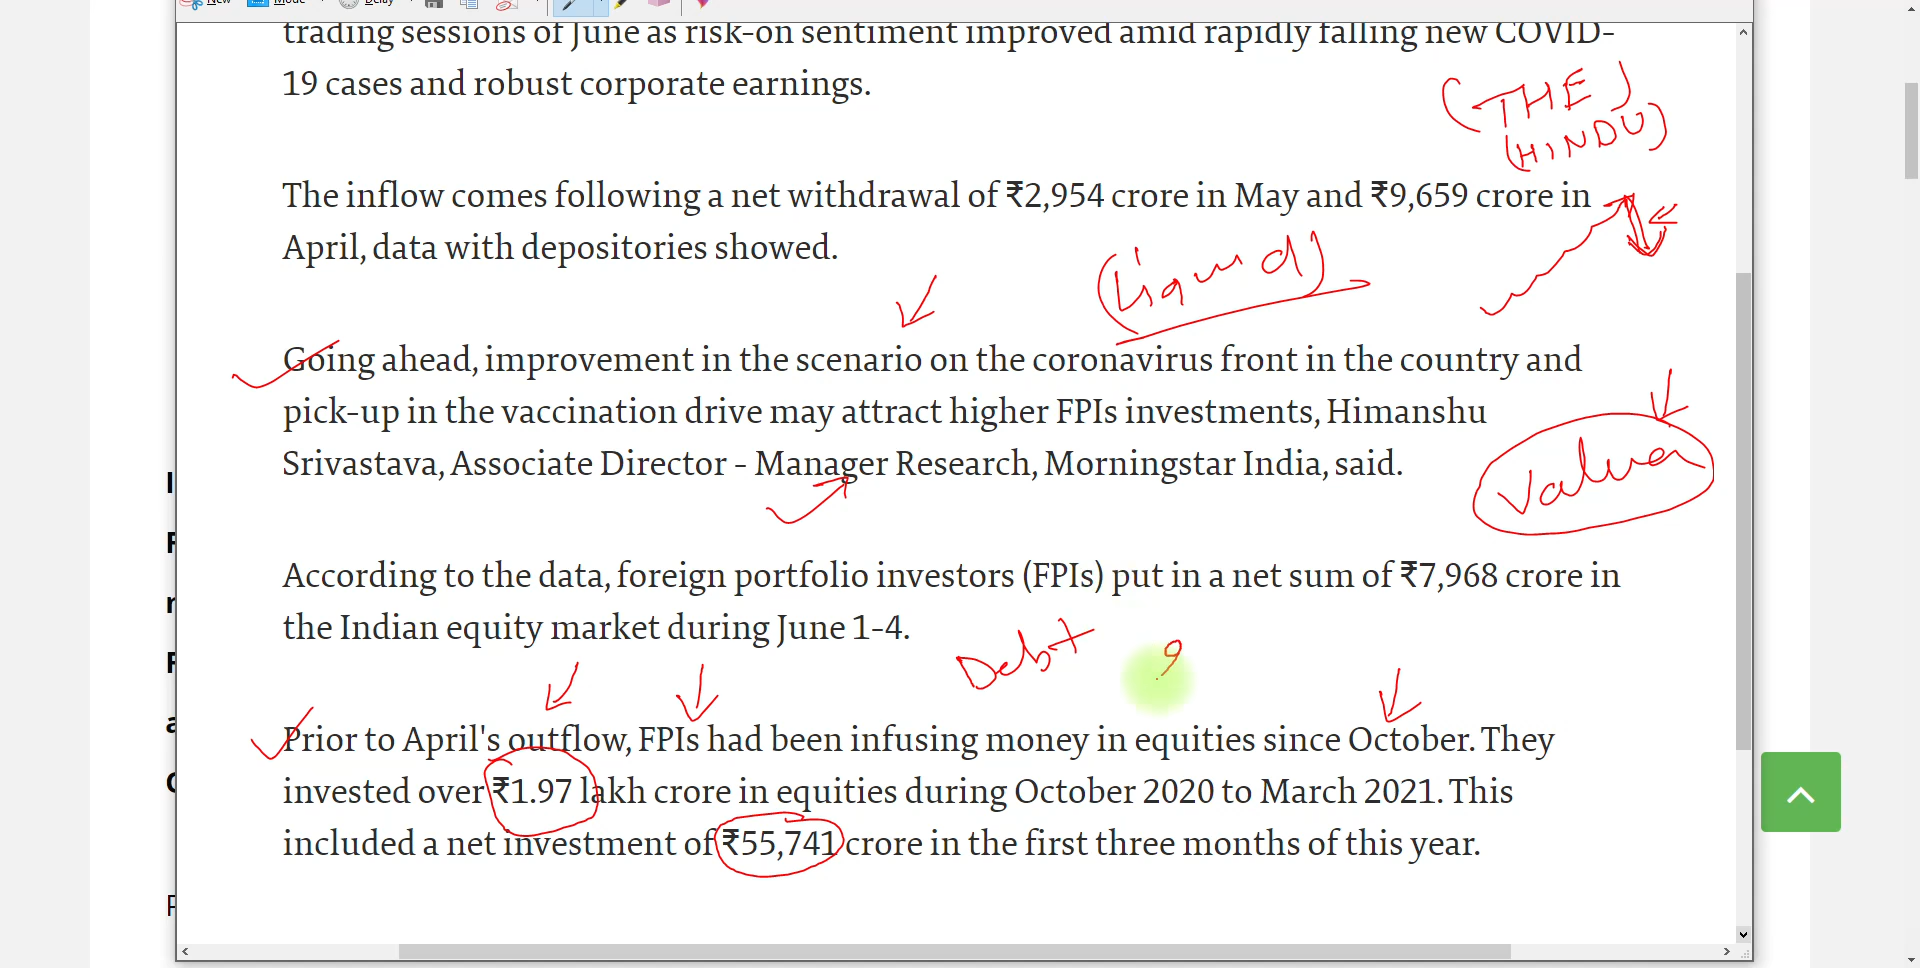 New Mode Delay
trading sessions of June as risk-on sentiment improved amid rapidly falling new COVID-
19 cases and robust corporate earnings.
(THE)
(HINDU)
The inflow comes following a net withdrawal of ₹2,954 crore in May and ₹9,659 crore in
April, data with depositories showed.
Going ahead, improvement in the scenario on the coronavirus front in the country and
pick-up in the vaccination drive may attract higher FPIs investments, Himanshu
Srivastava, Associate Director - Manager Research, Morningstar India, said.
According to the data, foreign portfolio investors (FPIs) put in a net sum of ₹7,968 crore in
the Indian equity market during June 1-4.
Debt
Prior to April's outflow, FPIs had been infusing money in equities since October. They
invested over ₹1.97 lakh crore in equities during October 2020 to March 2021. This
included a net investment of ₹55,741 crore in the first three months of this year.